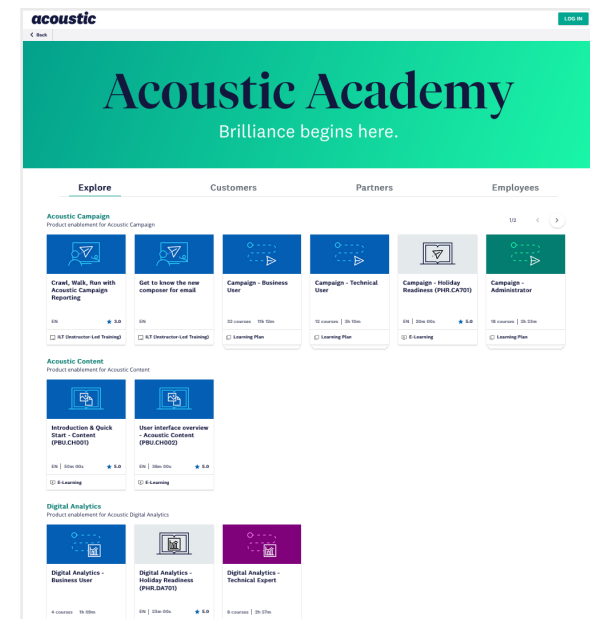 acoustic
LOG IN
Back
Acoustic Academy
Brilliance begins here.
Explore
Customers
Partners
Employees
Acoustic Campaign
Product enablement for Acoustic Campaign
1/2
Crawl, Walk, Run with
Acoustic Campaign
Reporting
EN
5.0
ILT (Instructor-Led Training)
Get to know the new
composer for email
EN
ILT (Instructor-Led Training)
Campaign - Business
User
Learning Plan
Campaign - Technical
User
Learning Plan
Campaign - Holiday
Readiness (PHR.CA701)
EN
5.0
E-Learning
Campaign -
Administrator
Learning Plan
Acoustic Content
Product enablement for Acoustic Content
Introduction & Quick
Start - Content
(PBU.CH001)
EN
5.0
E-Learning
User interface overview
- Acoustic Content
(PBU.CH002)
EN
5.0
E-Learning
Digital Analytics
Product enablement for Acoustic Digital Analytics
Digital Analytics -
Business User
4 courses
Digital Analytics -
Holiday Readiness
(PHR.DA701)
EN
5.0
Digital Analytics -
Technical Expert